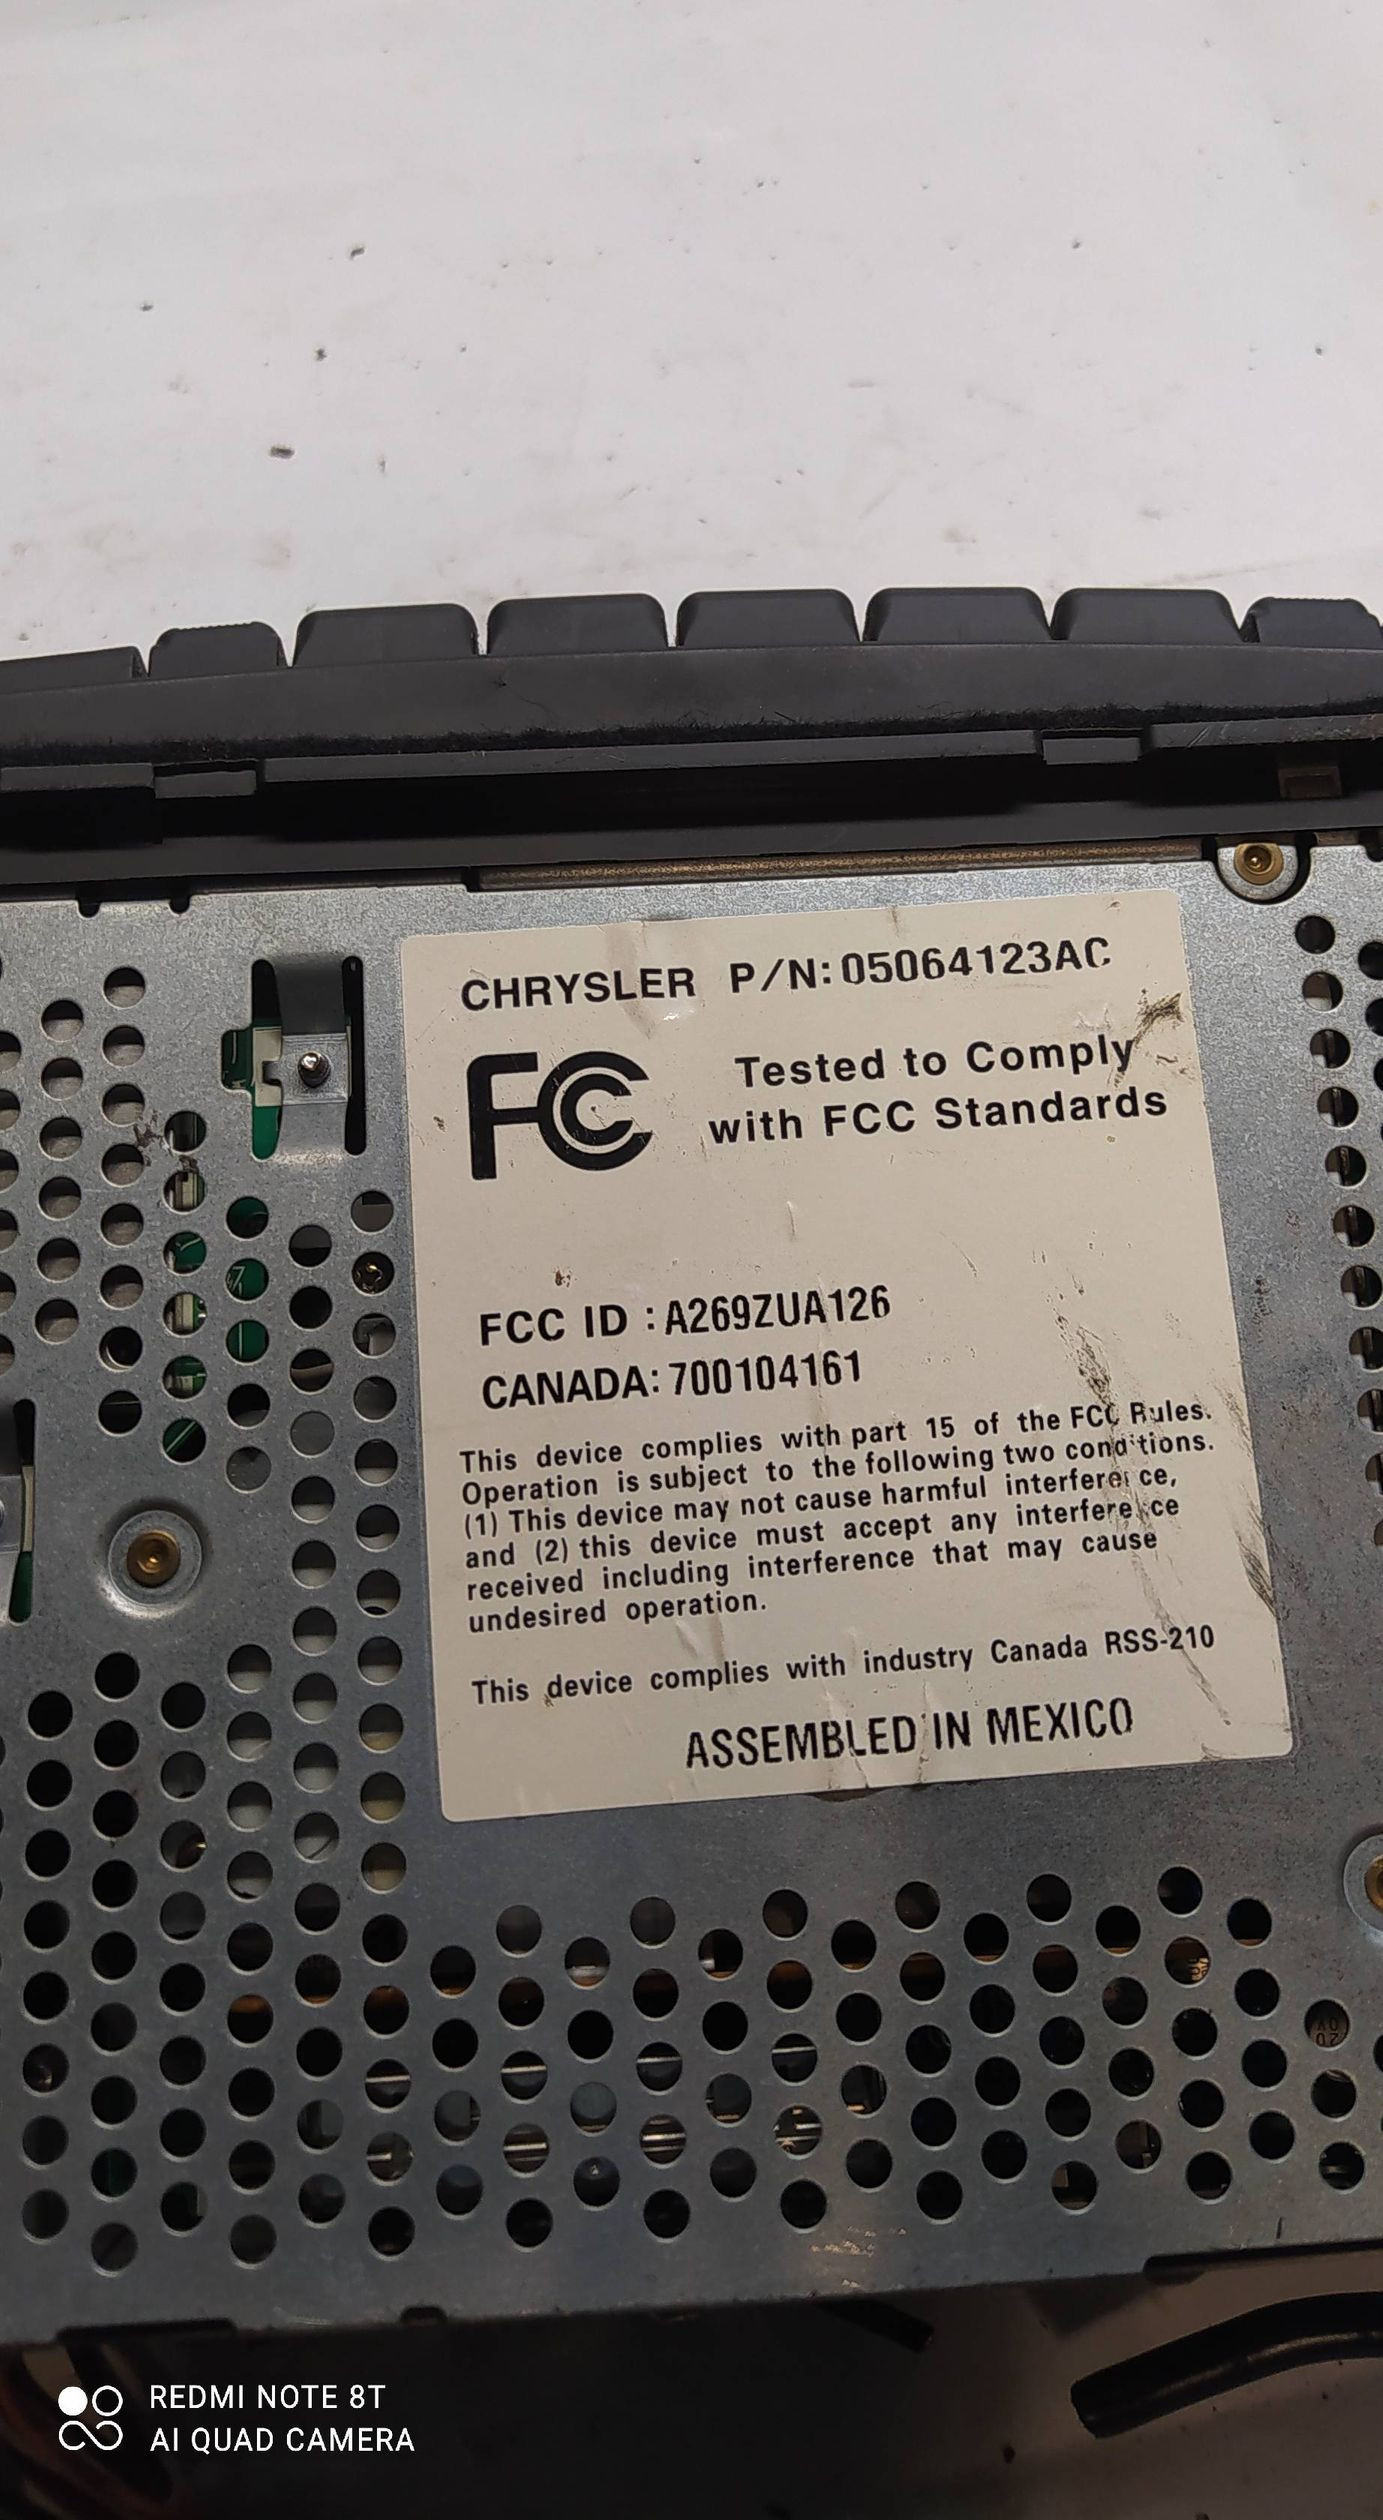 CHRYSLER P/N:05064123AC
FC Tested to Comply
with FCC Standards
FCC ID : A269ZUA126
CANADA: 700104161
This device complies with part 15 of the FCC Rules.
Operation is subject to the following two conditions.
(1) This device may not cause harmful interference,
and (2) this device must accept any interference
received including interference that may cause
undesired operation.
This device complies with industry Canada RSS-210
ASSEMBLED IN MEXICO
REDMI NOTE 8T
AI QUAD CAMERA